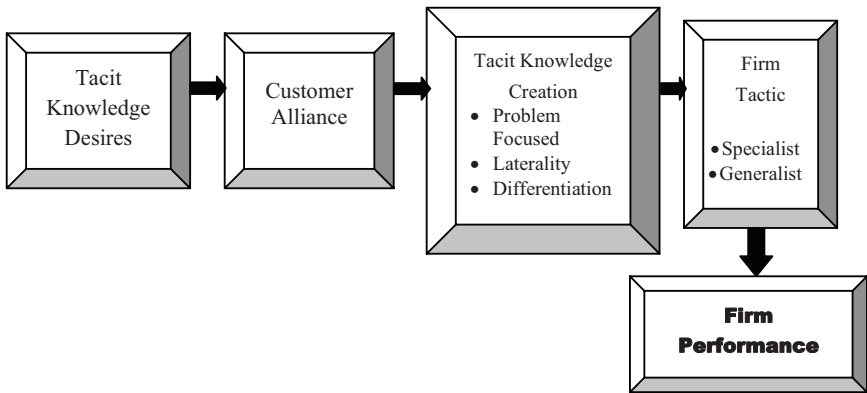 Tacit
Knowledge
Desires
Customer
Alliance
Tacit Knowledge
Creation
• Problem
Focused
• Laterality
• Differentiation
Firm
Tactic
•Specialist
•Generalist
Firm
Performance